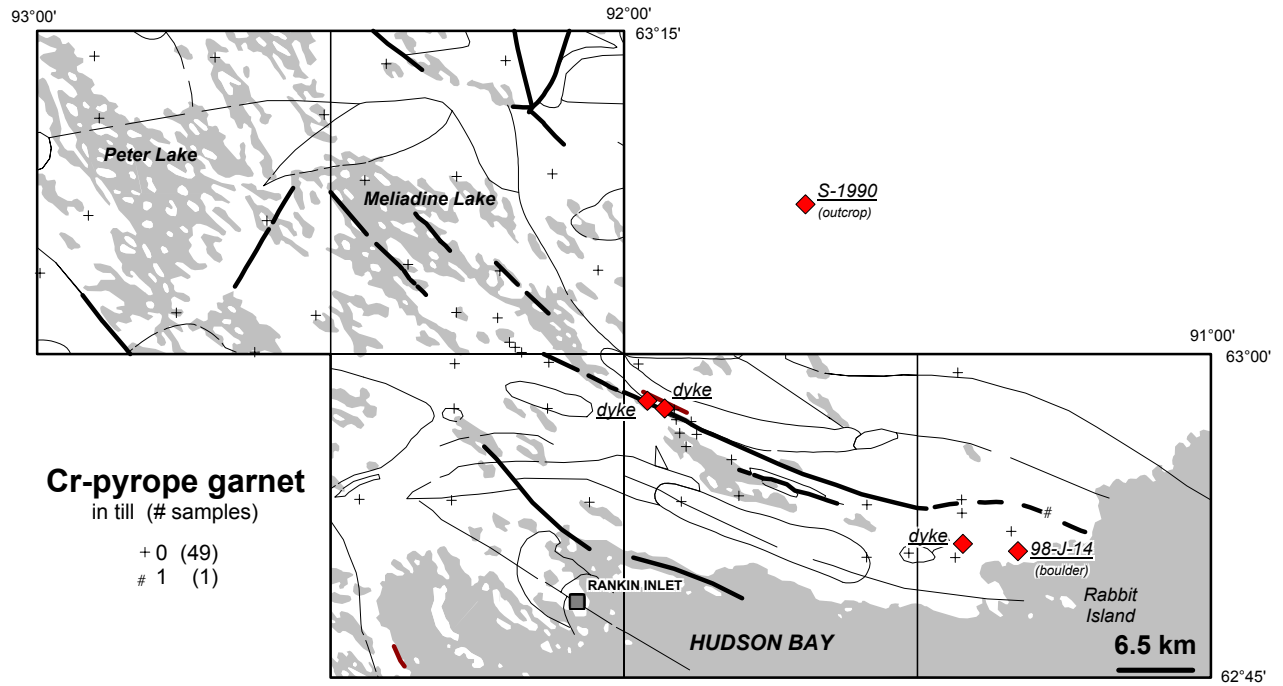 93°00'
92°00'
63°15'
Peter Lake
Meliadine Lake
S-1990
(outcrop)
91°00'
63°00'
dyke
dyke
Cr-pyrope garnet
in till (# samples)
+ 0 (49)
# 1 (1)
#
dyke
98-J-14
(boulder)
RANKIN INLET
Rabbit
Island
HUDSON BAY
6.5 km
62°45'